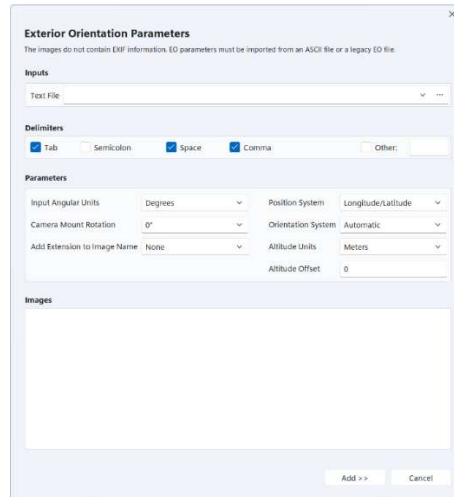 Exterior Orientation Parameters
The images do not contain EXIF information. EO parameters must be imported from an ASCII file or a legacy EO file.
Inputs
Text File
Delimiters
Tab Semicolon Space Comma Other:
Parameters
Input Angular Units Degrees Position System Longitude/Latitude
Camera Mount Rotation 0° Orientation System Automatic
Add Extension to Image Name None Altitude Units Meters
Altitude Offset 0
Images
Add >> Cancel